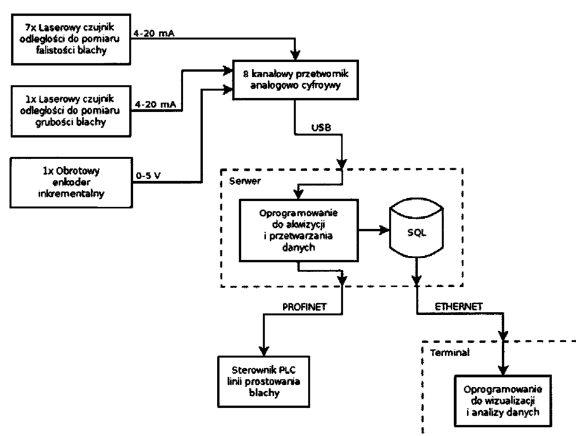 7x Laserowy czujnik
odległości do pomiaru
falistości blachy
4-20 mA
8 kanałowy przetwornik
analogowo cyfrowy
1x Laserowy czujnik
odległości do pomiaru
grubości blachy
4-20 mA
USB
1x Obrotowy
enkoder
inkrementalny
0-5 V
Serwer
Oprogramowanie
do akwizycji
i przetwarzania
danych
SQL
PROFINET
ETHERNET
Sterownik PLC
linii prostowania
blachy
Terminal
Oprogramowanie
do wizualizacji
i analizy danych